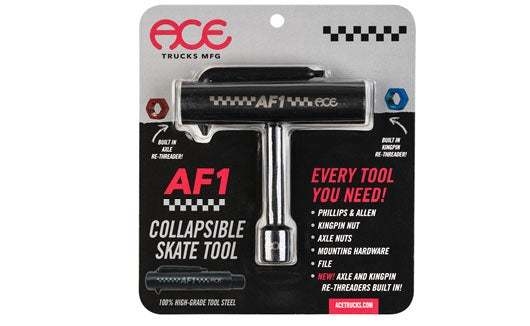 ACE
TRUCKS MFG
AF1 ACE
BUILT IN
AXLE
RE-THREADER!
BUILT IN
KINGPIN
RE-THREADER!
AF1
COLLAPSIBLE
SKATE TOOL
AF1
100% HIGH-GRADE TOOL STEEL
ACE
EVERY TOOL
YOU NEED!
• PHILLIPS & ALLEN
• KINGPIN NUT
• AXLE NUTS
• MOUNTING HARDWARE
• FILE
• NEW! AXLE AND KINGPIN
RE-THREADERS BUILT IN!
ACETRUCKS.COM